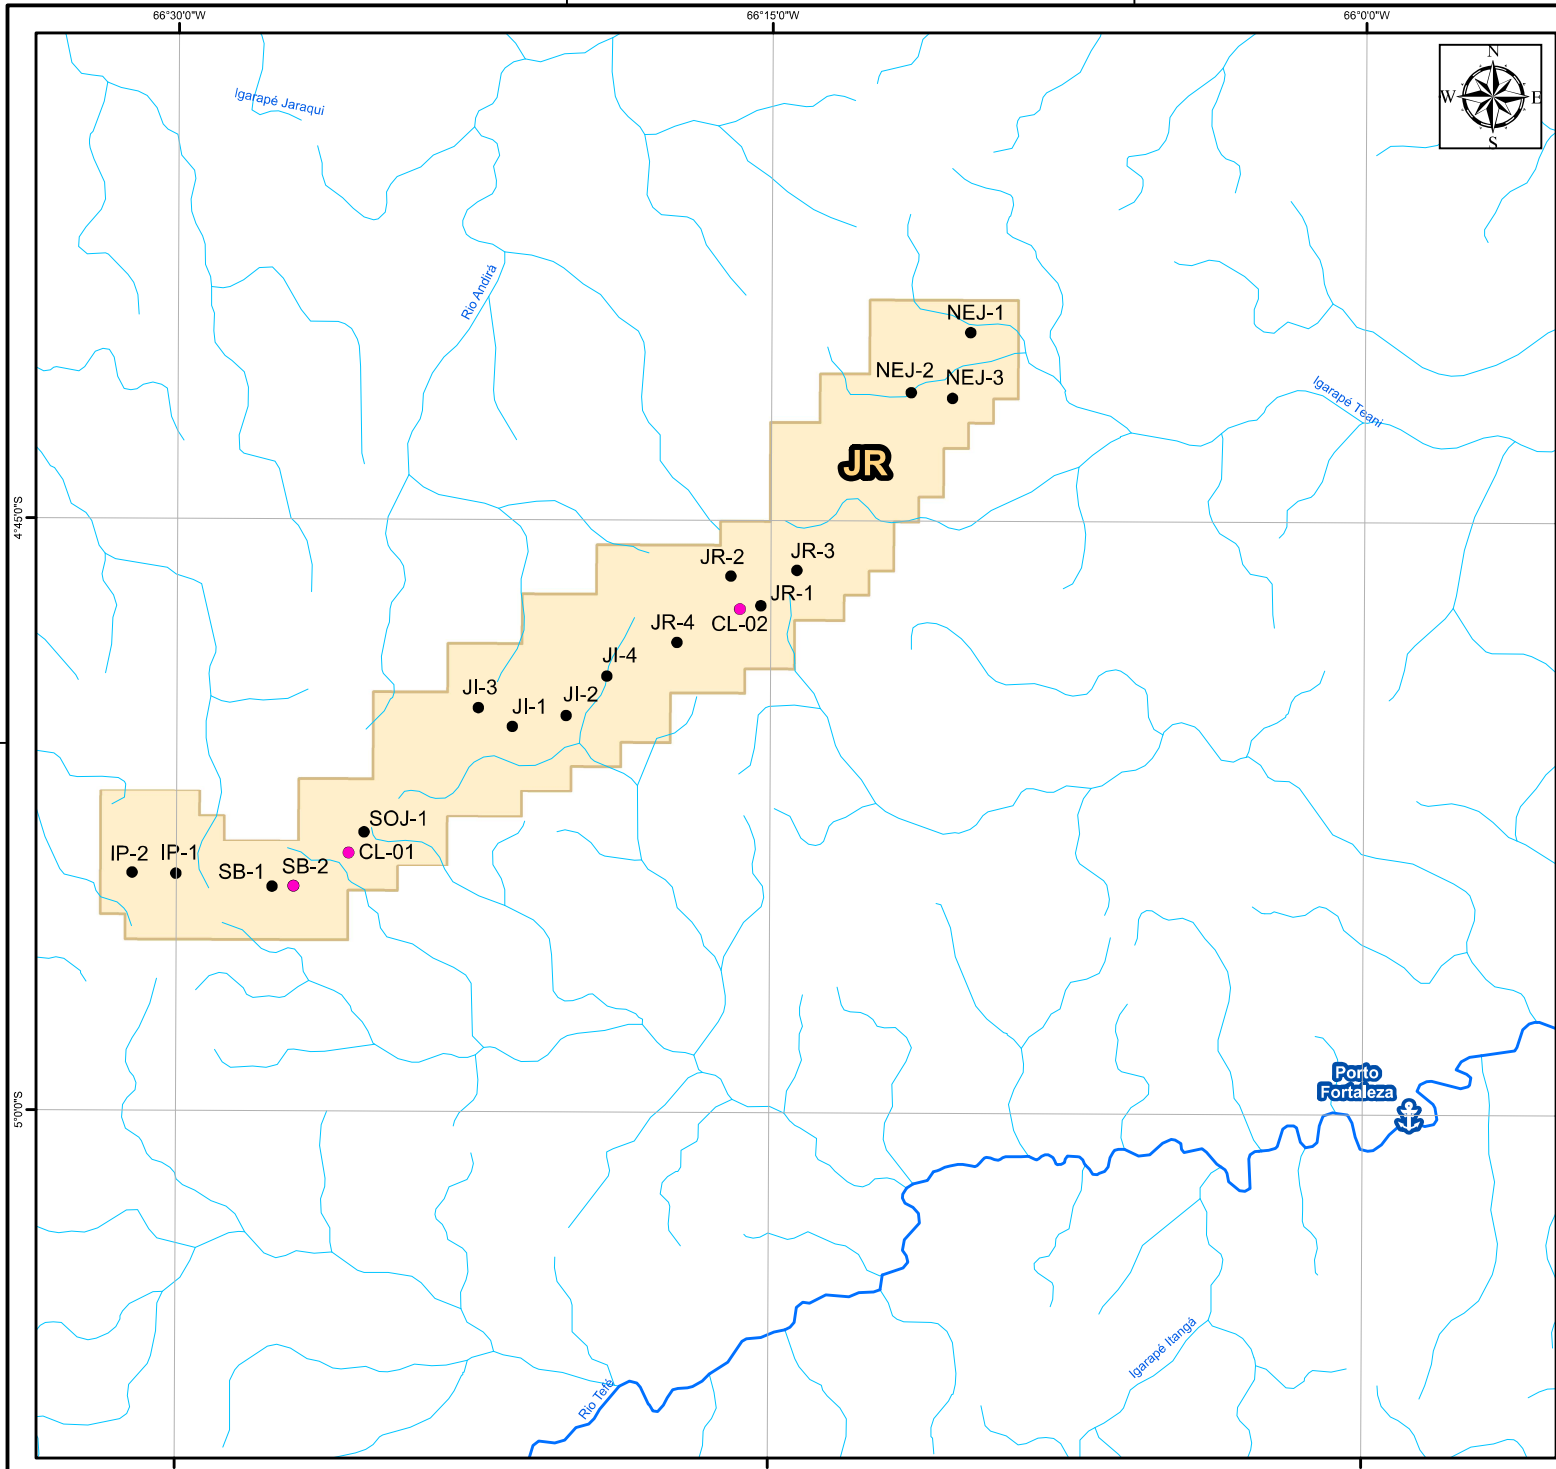 66°30'0"W
66°15'0"W
66°0'0"W
N
W
E
S
Igarapé Jaraqui
Rio Andirá
NEJ-1
NEJ-2
NEJ-3
Igarapé Teani
JR
4°45'0"S
JR-2
JR-3
JR-1
CL-02
JR-4
JI-4
JI-3
JI-2
JI-1
SOJ-1
CL-01
IP-2
IP-1
SB-1
SB-2
5°0'0"S
Porto
Fortaleza
Igarapé Itangá
Rio Tefé